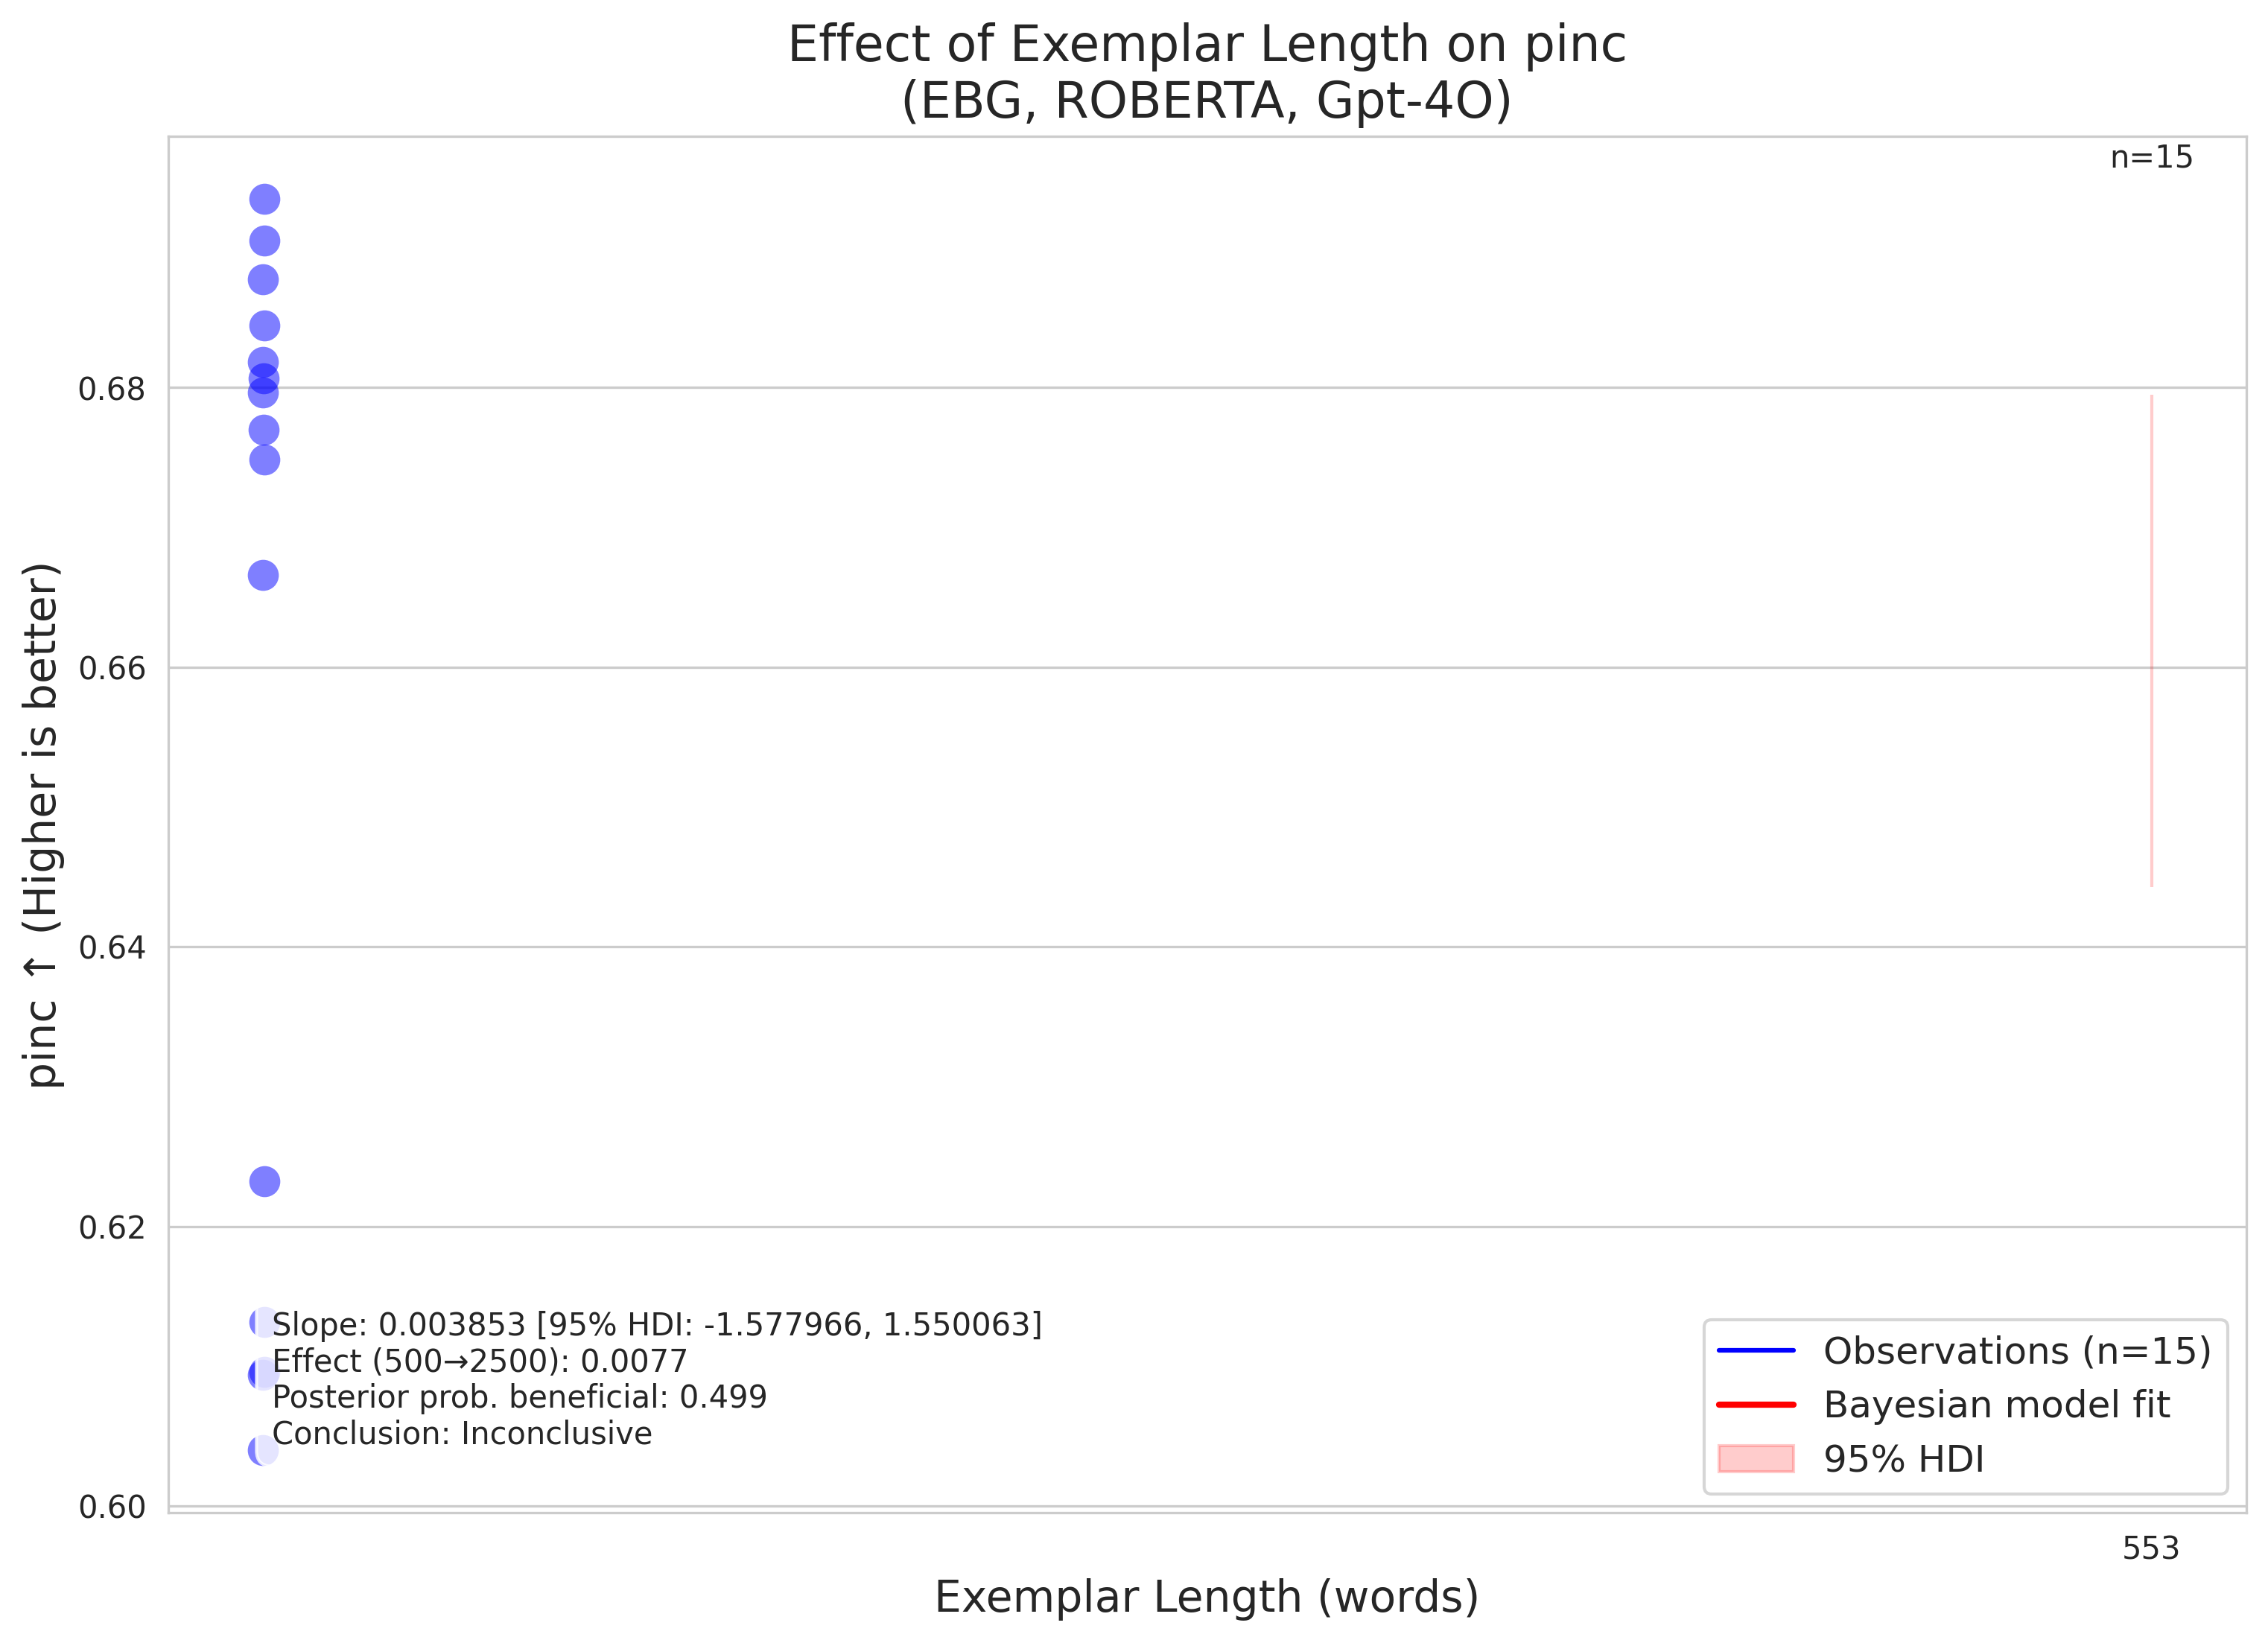 Effect of Exemplar Length on pinc
(EBG, ROBERTA, Gpt-4O)
n=15
pinc ↑ (Higher is better)
0.68
0.66
0.64
0.62
0.60
Slope: 0.003853 [95% HDI: -1.577966, 1.550063]
Effect (500→2500): 0.0077
Posterior prob. beneficial: 0.499
Conclusion: Inconclusive
Observations (n=15)
Bayesian model fit
95% HDI
553
Exemplar Length (words)